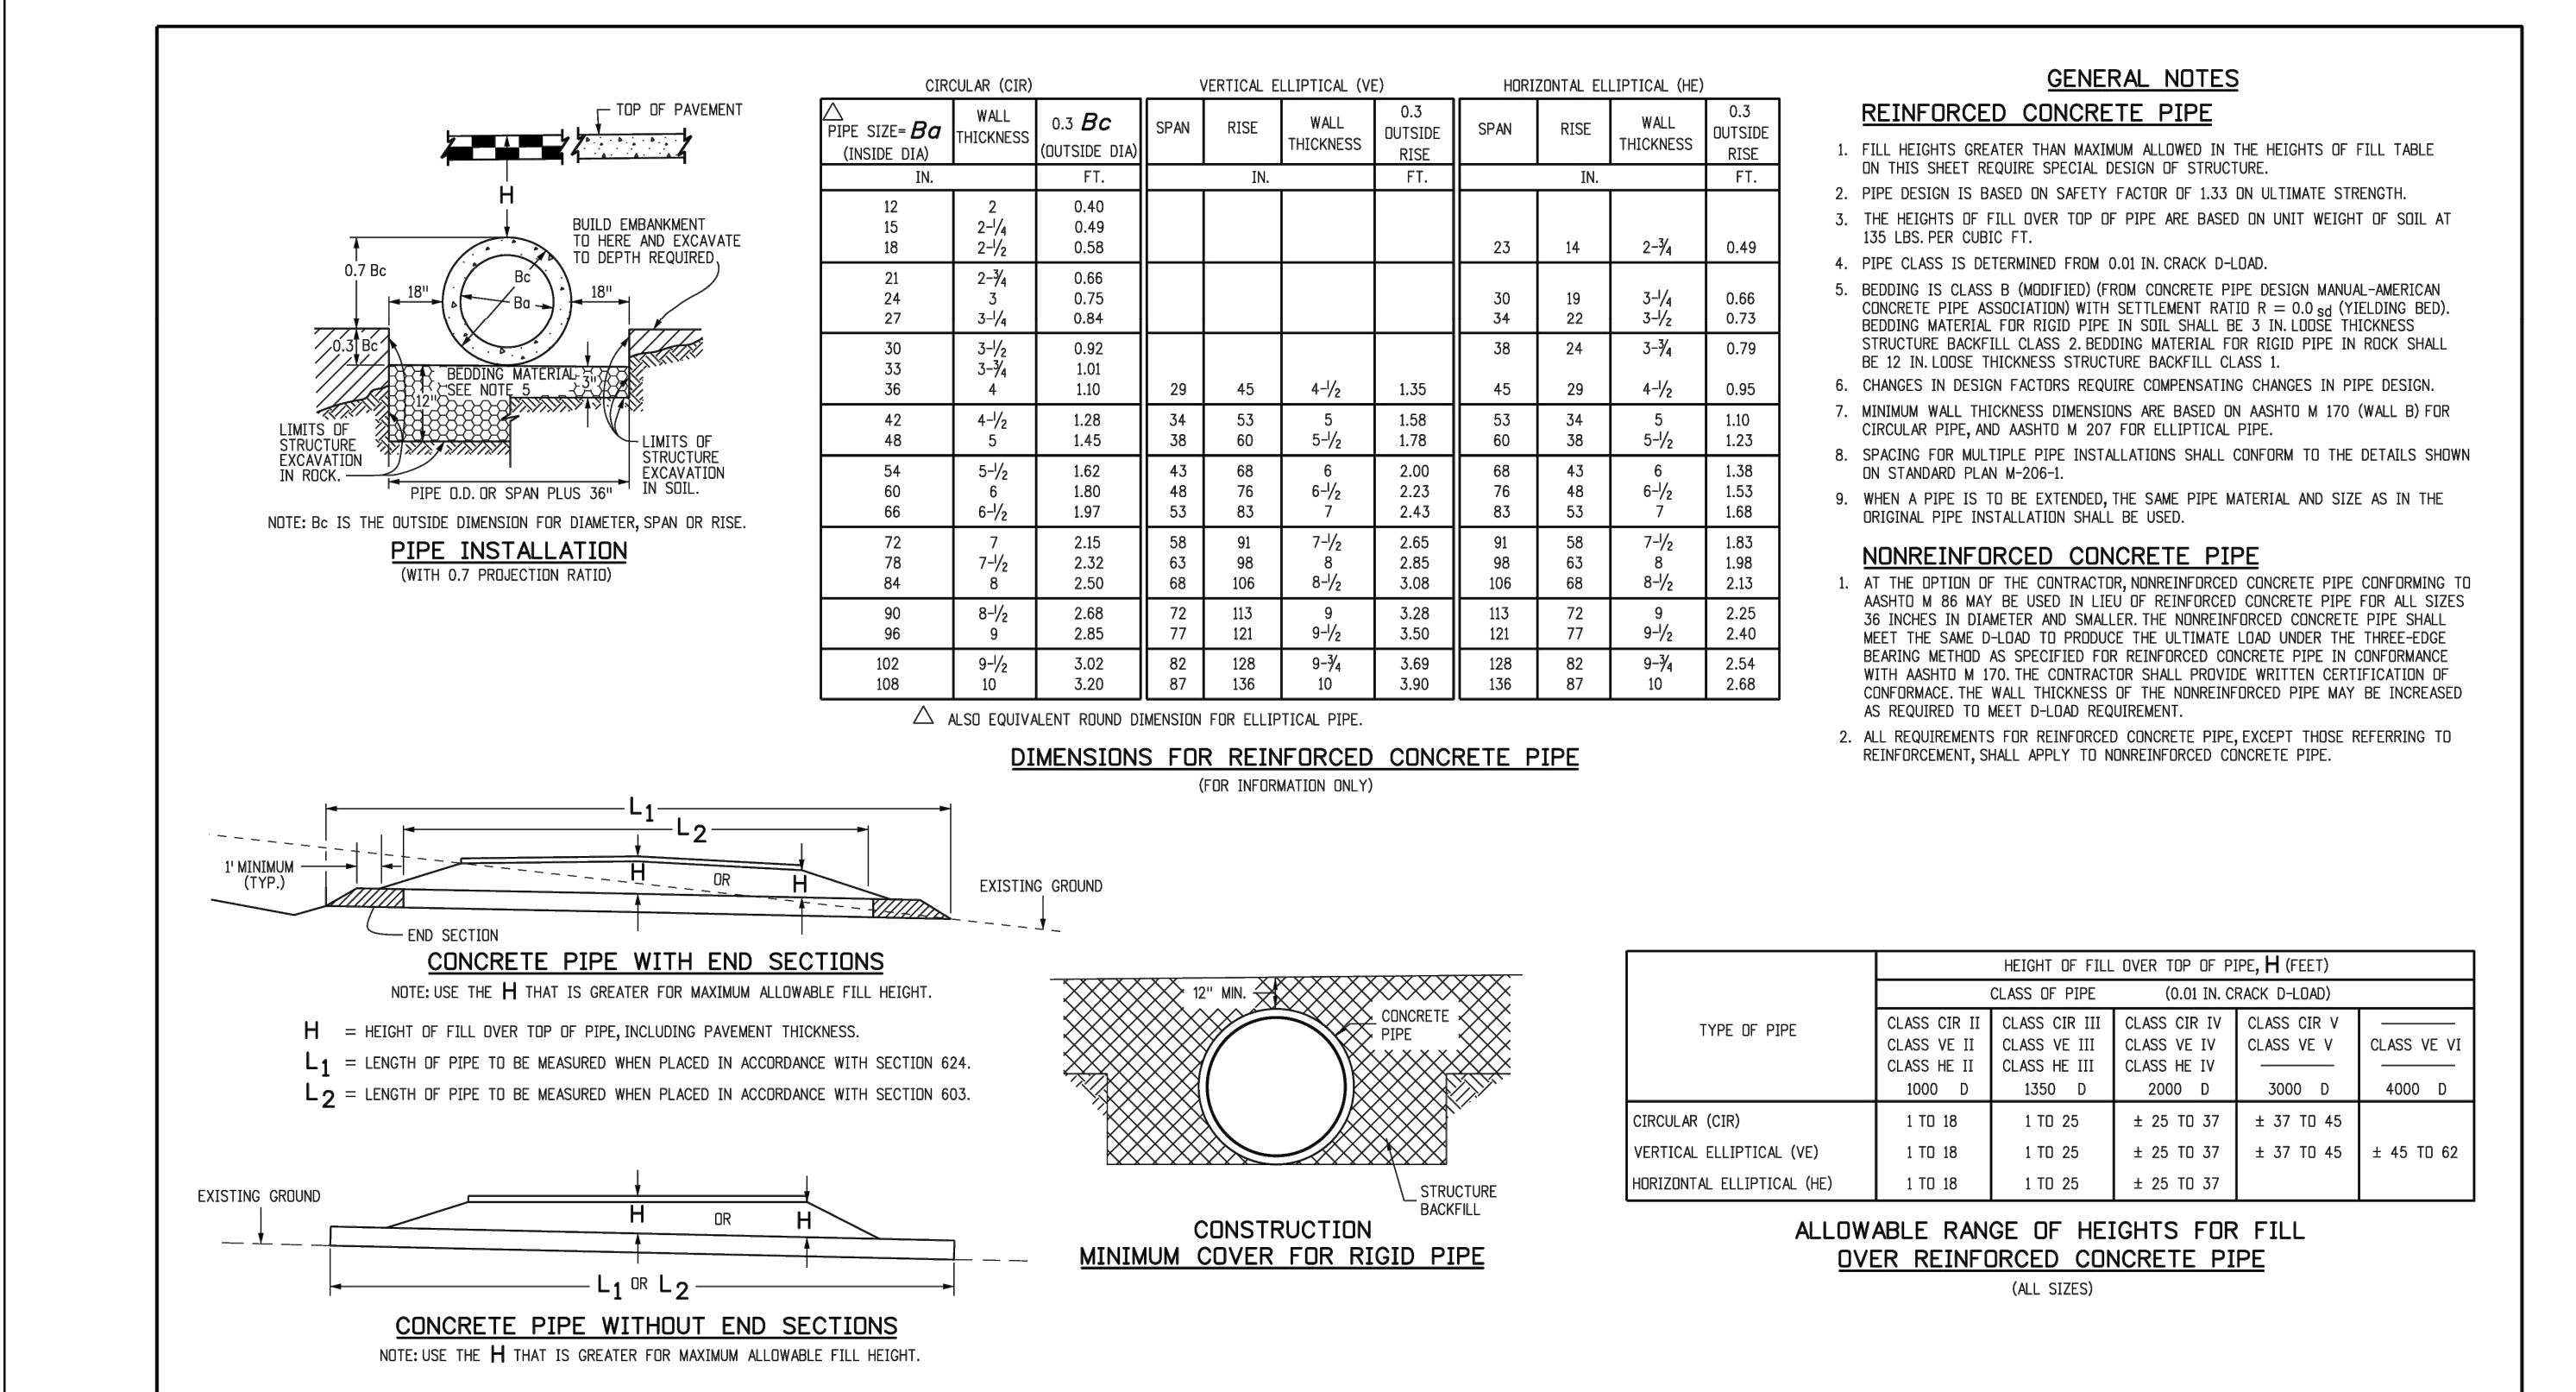 TOP OF PAVEMENT
H
BUILD EMBANKMENT
TO HERE AND EXCAVATE
TO DEPTH REQUIRED
0.7 Bc
18"
Bc
Ba
18"
0.3 Bc
BEDDING MATERIAL
SEE NOTE 5
3"
12"
LIMITS OF
STRUCTURE
EXCAVATION
IN ROCK.
LIMITS OF
STRUCTURE
EXCAVATION
IN SOIL.
PIPE O.D. OR SPAN PLUS 36"
NOTE: Bc IS THE OUTSIDE DIMENSION FOR DIAMETER, SPAN OR RISE.
PIPE INSTALLATION
(WITH 0.7 PROJECTION RATIO)
CIRCULAR (CIR) VERTICAL ELLIPTICAL (VE) HORIZONTAL ELLIPTICAL (HE)
△ PIPE SIZE= Ba (INSIDE DIA) WALL THICKNESS 0.3 Bc (OUTSIDE DIA) SPAN RISE WALL THICKNESS 0.3 OUTSIDE RISE SPAN RISE WALL THICKNESS 0.3 OUTSIDE RISE
IN. FT. IN. FT. IN. FT.
12 2 0.40
15 2-1/4 0.49
18 2-1/2 0.58 23 14 2-3/4 0.49
21 2-3/4 0.66
24 3 0.75 30 19 3-1/4 0.66
27 3-1/4 0.84 34 22 3-1/2 0.73
30 3-1/2 0.92 38 24 3-3/4 0.79
33 3-3/4 1.01
36 4 1.10 29 45 4-1/2 1.35 45 29 4-1/2 0.95
42 4-1/2 1.28 34 53 5 1.58 53 34 5 1.10
48 5 1.45 38 60 5-1/2 1.78 60 38 5-1/2 1.23
54 5-1/2 1.62 43 68 6 2.00 68 43 6 1.38
60 6 1.80 48 76 6-1/2 2.23 76 48 6-1/2 1.53
66 6-1/2 1.97 53 83 7 2.43 83 53 7 1.68
72 7 2.15 58 91 7-1/2 2.65 91 58 7-1/2 1.83
78 7-1/2 2.32 63 98 8 2.85 98 63 8 1.98
84 8 2.50 68 106 8-1/2 3.08 106 68 8-1/2 2.13
90 8-1/2 2.68 72 113 9 3.28 113 72 9 2.25
96 9 2.85 77 121 9-1/2 3.50 121 77 9-1/2 2.40
102 9-1/2 3.02 82 128 9-3/4 3.69 128 82 9-3/4 2.54
108 10 3.20 87 136 10 3.90 136 87 10 2.68
△ ALSO EQUIVALENT ROUND DIMENSION FOR ELLIPTICAL PIPE.
DIMENSIONS FOR REINFORCED CONCRETE PIPE
(FOR INFORMATION ONLY)
GENERAL NOTES
REINFORCED CONCRETE PIPE
1. FILL HEIGHTS GREATER THAN MAXIMUM ALLOWED IN THE HEIGHTS OF FILL TABLE
ON THIS SHEET REQUIRE SPECIAL DESIGN OF STRUCTURE.
2. PIPE DESIGN IS BASED ON SAFETY FACTOR OF 1.33 ON ULTIMATE STRENGTH.
3. THE HEIGHTS OF FILL OVER TOP OF PIPE ARE BASED ON UNIT WEIGHT OF SOIL AT
135 LBS. PER CUBIC FT.
4. PIPE CLASS IS DETERMINED FROM 0.01 IN. CRACK D-LOAD.
5. BEDDING IS CLASS B (MODIFIED) (FROM CONCRETE PIPE DESIGN MANUAL-AMERICAN
CONCRETE PIPE ASSOCIATION) WITH SETTLEMENT RATIO R = 0.0 sd (YIELDING BED).
BEDDING MATERIAL FOR RIGID PIPE IN SOIL SHALL BE 3 IN. LOOSE THICKNESS
STRUCTURE BACKFILL CLASS 2. BEDDING MATERIAL FOR RIGID PIPE IN ROCK SHALL
BE 12 IN. LOOSE THICKNESS STRUCTURE BACKFILL CLASS 1.
6. CHANGES IN DESIGN FACTORS REQUIRE COMPENSATING CHANGES IN PIPE DESIGN.
7. MINIMUM WALL THICKNESS DIMENSIONS ARE BASED ON AASHTO M 170 (WALL B) FOR
CIRCULAR PIPE, AND AASHTO M 207 FOR ELLIPTICAL PIPE.
8. SPACING FOR MULTIPLE PIPE INSTALLATIONS SHALL CONFORM TO THE DETAILS SHOWN
ON STANDARD PLAN M-206-1.
9. WHEN A PIPE IS TO BE EXTENDED, THE SAME PIPE MATERIAL AND SIZE AS IN THE
ORIGINAL PIPE INSTALLATION SHALL BE USED.
NONREINFORCED CONCRETE PIPE
1. AT THE OPTION OF THE CONTRACTOR, NONREINFORCED CONCRETE PIPE CONFORMING TO
AASHTO M 86 MAY BE USED IN LIEU OF REINFORCED CONCRETE PIPE FOR ALL SIZES
36 INCHES IN DIAMETER AND SMALLER. THE NONREINFORCED CONCRETE PIPE SHALL
MEET THE SAME D-LOAD TO PRODUCE THE ULTIMATE LOAD UNDER THE THREE-EDGE
BEARING METHOD AS SPECIFIED FOR REINFORCED CONCRETE PIPE IN CONFORMANCE
WITH AASHTO M 170. THE CONTRACTOR SHALL PROVIDE WRITTEN CERTIFICATION OF
CONFORMACE. THE WALL THICKNESS OF THE NONREINFORCED PIPE MAY BE INCREASED
AS REQUIRED TO MEET D-LOAD REQUIREMENT.
2. ALL REQUIREMENTS FOR REINFORCED CONCRETE PIPE, EXCEPT THOSE REFERRING TO
REINFORCEMENT, SHALL APPLY TO NONREINFORCED CONCRETE PIPE.
L1
L2
1' MINIMUM
(TYP.)
H OR H
EXISTING GROUND
END SECTION
CONCRETE PIPE WITH END SECTIONS
NOTE: USE THE H THAT IS GREATER FOR MAXIMUM ALLOWABLE FILL HEIGHT.
H = HEIGHT OF FILL OVER TOP OF PIPE, INCLUDING PAVEMENT THICKNESS.
L1 = LENGTH OF PIPE TO BE MEASURED WHEN PLACED IN ACCORDANCE WITH SECTION 624.
L2 = LENGTH OF PIPE TO BE MEASURED WHEN PLACED IN ACCORDANCE WITH SECTION 603.
EXISTING GROUND
H OR H
L1 OR L2
CONCRETE PIPE WITHOUT END SECTIONS
NOTE: USE THE H THAT IS GREATER FOR MAXIMUM ALLOWABLE FILL HEIGHT.
12" MIN.
CONCRETE
PIPE
STRUCTURE
BACKFILL
CONSTRUCTION
MINIMUM COVER FOR RIGID PIPE
TYPE OF PIPE
HEIGHT OF FILL OVER TOP OF PIPE, H (FEET)
CLASS OF PIPE (0.01 IN. CRACK D-LOAD)
CLASS CIR II CLASS CIR III CLASS CIR IV CLASS CIR V
CLASS VE II CLASS VE III CLASS VE IV CLASS VE V CLASS VE VI
CLASS HE II CLASS HE III CLASS HE IV
1000 D 1350 D 2000 D 3000 D 4000 D
CIRCULAR (CIR) 1 TO 18 1 TO 25 ± 25 TO 37 ± 37 TO 45
VERTICAL ELLIPTICAL (VE) 1 TO 18 1 TO 25 ± 25 TO 37 ± 37 TO 45 ± 45 TO 62
HORIZONTAL ELLIPTICAL (HE) 1 TO 18 1 TO 25 ± 25 TO 37
ALLOWABLE RANGE OF HEIGHTS FOR FILL
OVER REINFORCED CONCRETE PIPE
(ALL SIZES)